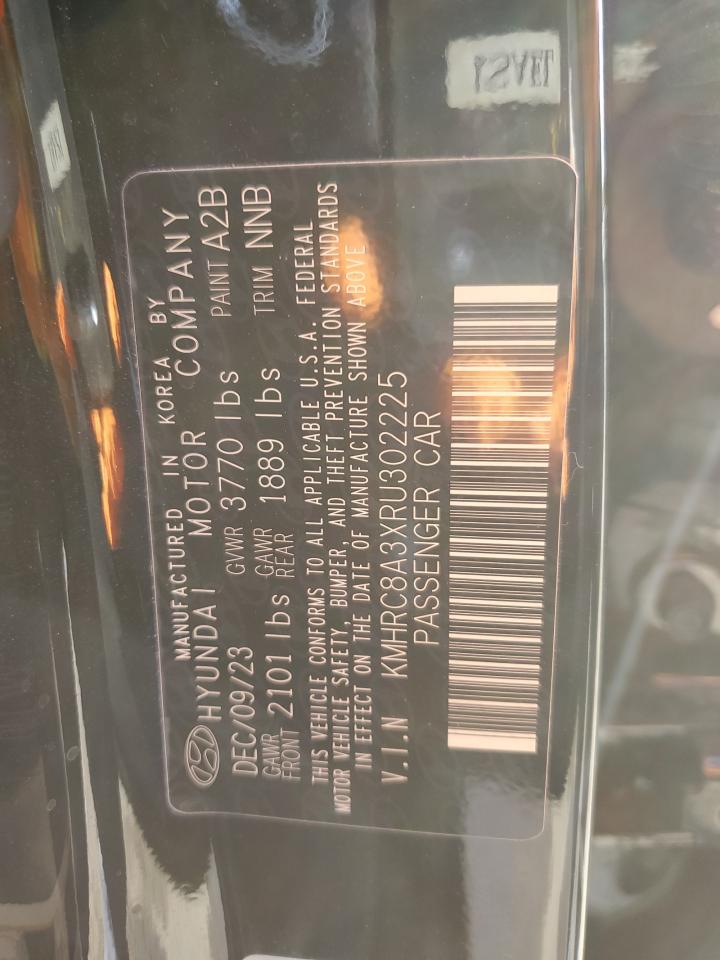 MANUFACTURED IN KOREA BY
HYUNDAI MOTOR COMPANY
DEC/09/23 GVWR 3770 lbs PAINT A2B
GAWR FRONT 2101 lbs GAWR REAR 1889 lbs TRIM NNB
THIS VEHICLE CONFORMS TO ALL APPLICABLE U.S.A. FEDERAL
MOTOR VEHICLE SAFETY, BUMPER, AND THEFT PREVENTION STANDARDS
IN EFFECT ON THE DATE OF MANUFACTURE SHOWN ABOVE
V.I.N KMHRC8A3XRU302225
PASSENGER CAR